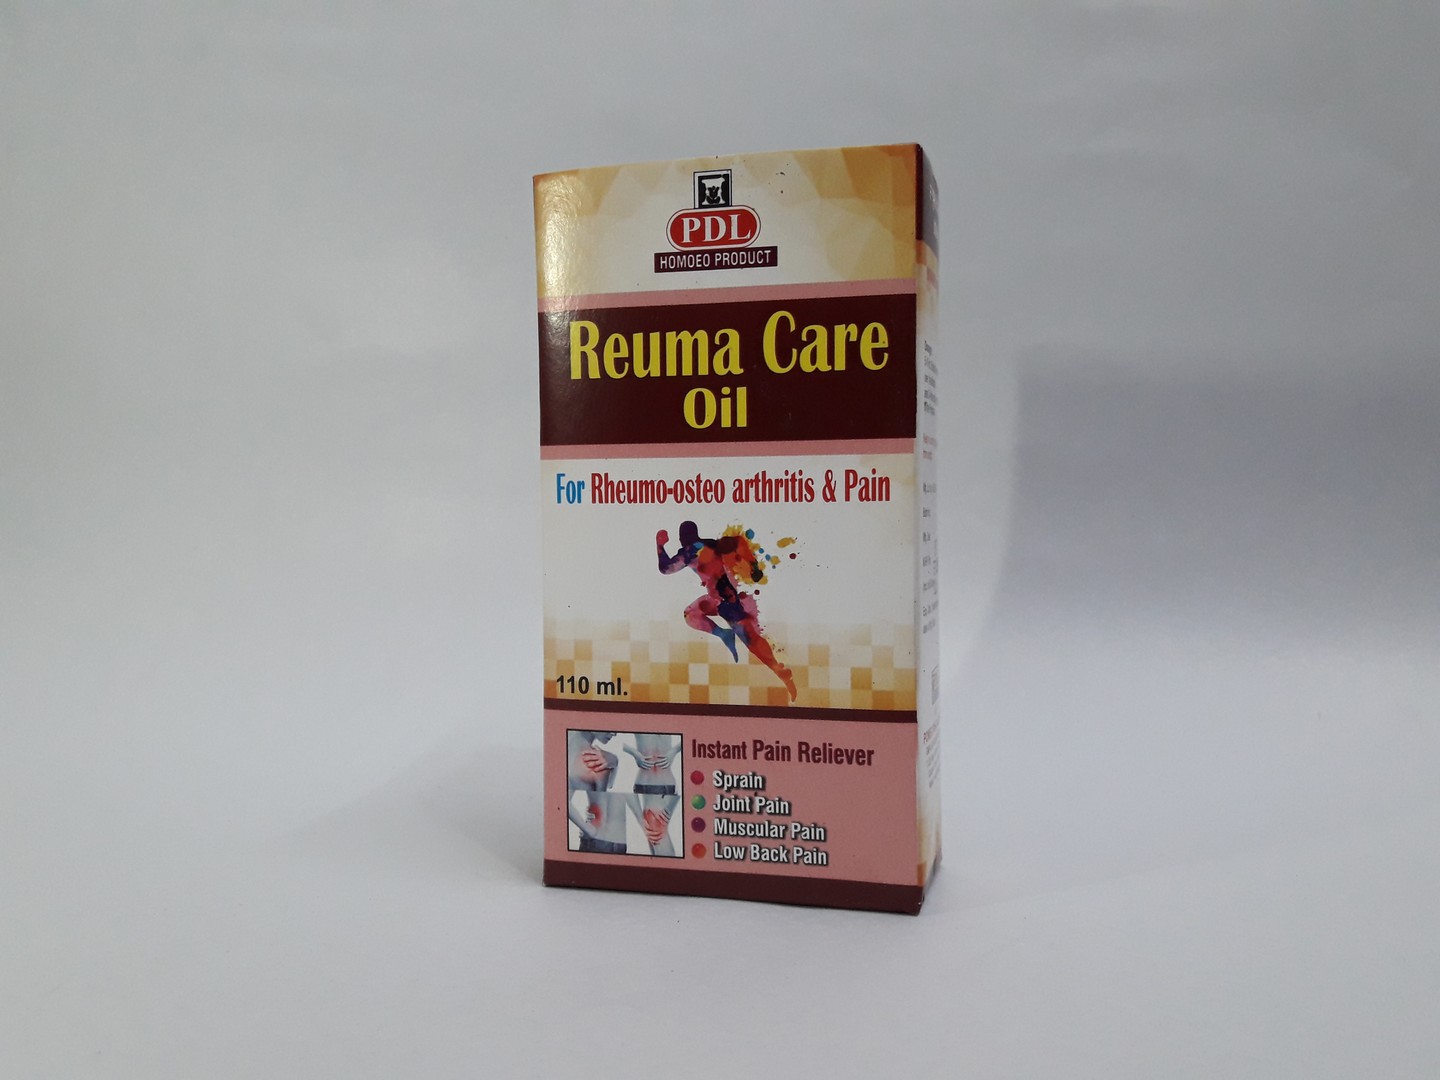 PDL
HOMOEO PRODUCT
Reuma Care
Oil
For Rheumo-osteo arthritis & Pain
110 ml.
Instant Pain Reliever
Sprain
Joint Pain
Muscular Pain
Low Back Pain